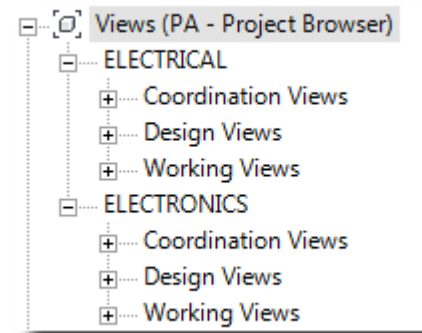 Views (PA - Project Browser)
ELECTRICAL
Coordination Views
Design Views
Working Views
ELECTRONICS
Coordination Views
Design Views
Working Views